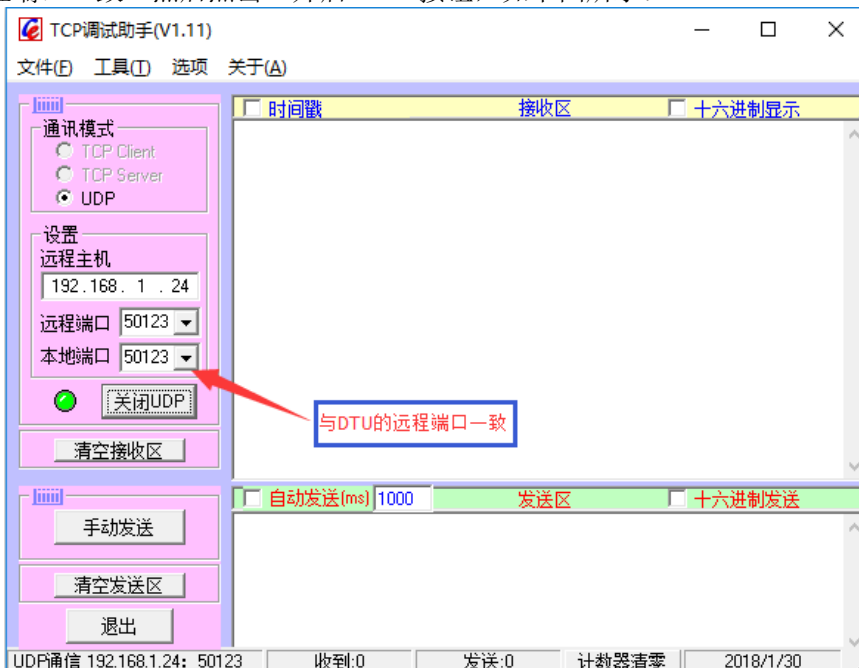 TCP调试助手(V1.11)
文件(F) 工具(T) 选项 关于(A)
时间戳 接收区 十六进制显示
通讯模式
TCP Client
TCP Server
UDP
设置
远程主机
192.168. 1 . 24
远程端口 50123
本地端口 50123
关闭UDP
与DTU的远程端口一致
清空接收区
自动发送(ms) 1000 发送区 十六进制发送
手动发送
清空发送区
退出
UDP通信 192.168.1.24: 50123 收到:0 发送:0 计数器清零 2018/1/30